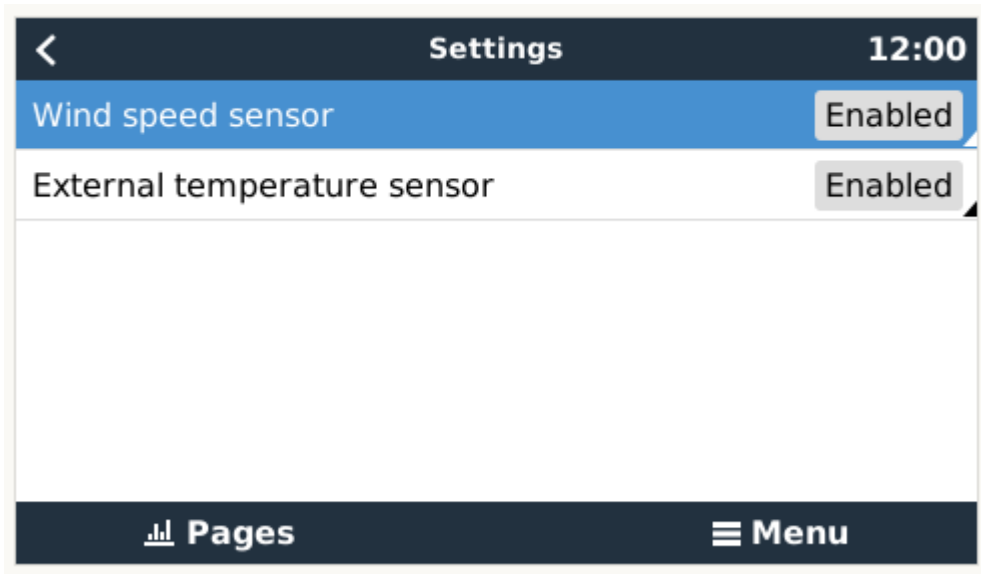 Settings 12:00
Wind speed sensor Enabled
External temperature sensor Enabled
Pages Menu